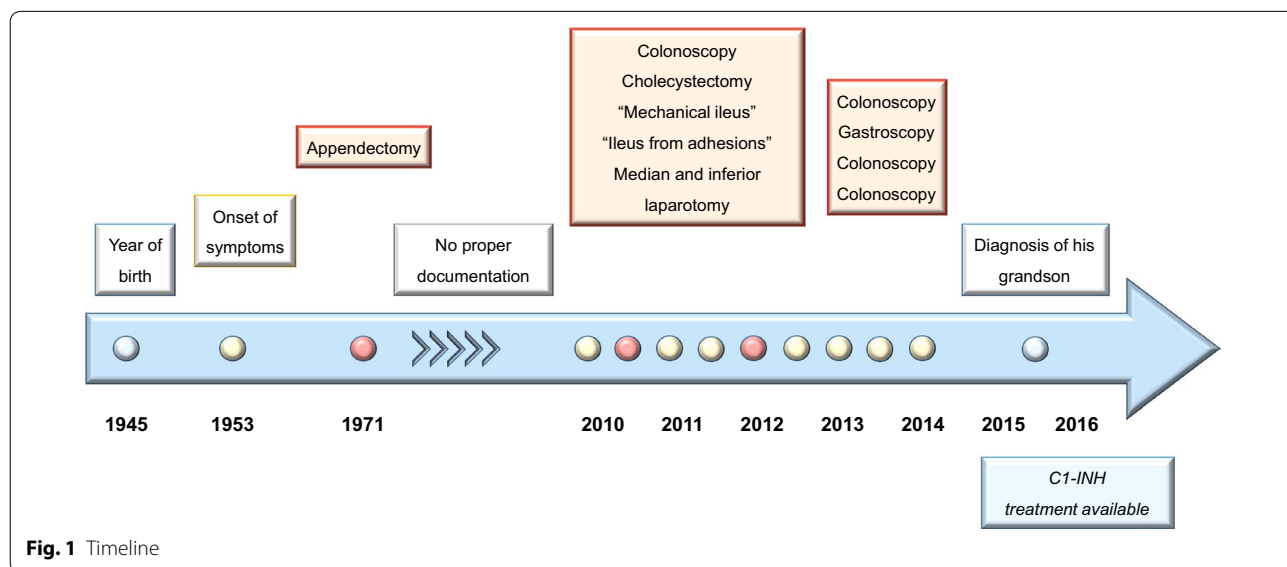 Colonoscopy
Cholecystectomy
“Mechanical ileus”
“Ileus from adhesions”
Median and inferior
laparotomy
Colonoscopy
Gastroscopy
Colonoscopy
Colonoscopy
Appendectomy
Onset of
symptoms
Year of
birth
No proper
documentation
Diagnosis of his
grandson
1945 1953 1971 2010 2011 2012 2013 2014 2015 2016
C1-INH
treatment available
Fig. 1 Timeline